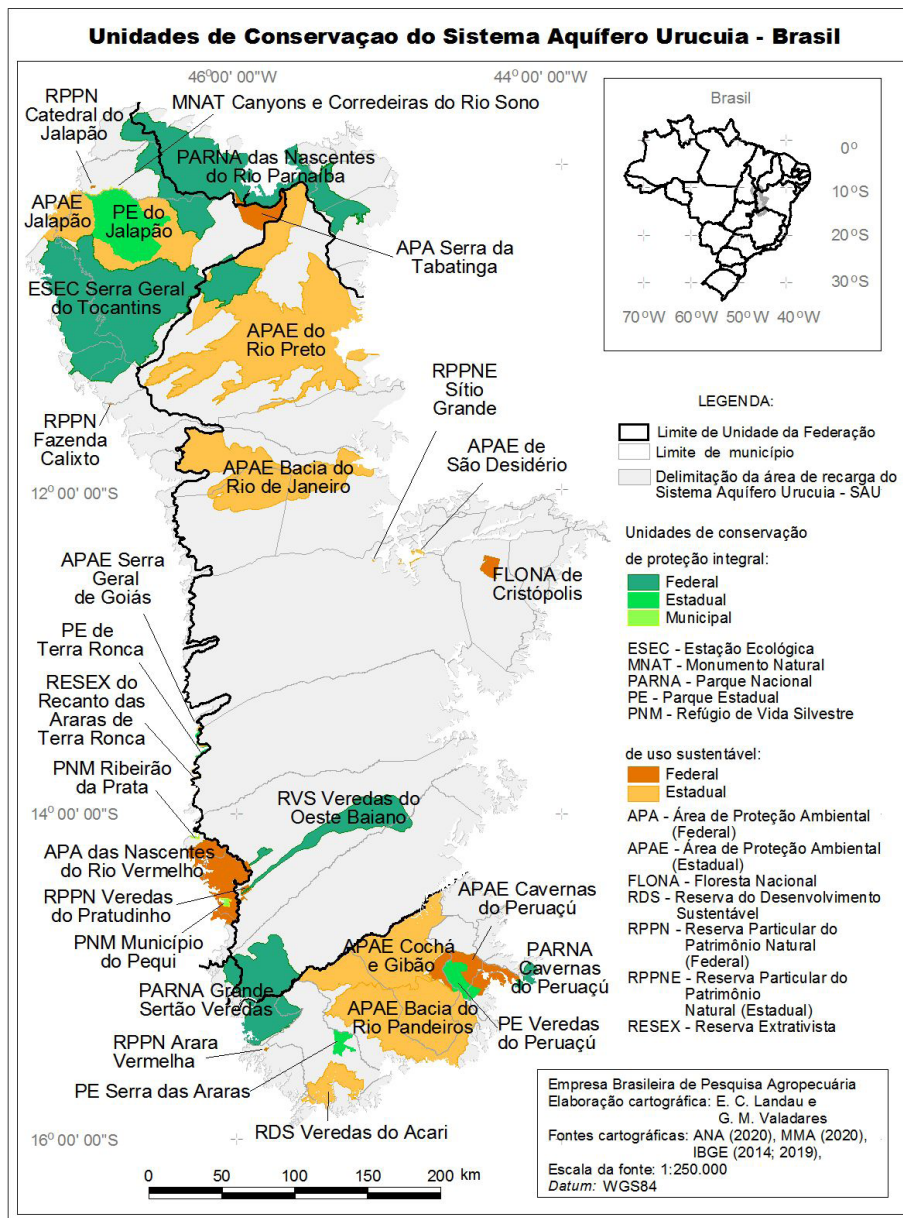 Unidades de Conservaçao do Sistema Aquífero Urucuia - Brasil
46⁰ 00' 00"W
44⁰ 00' 00"W
RPPN
Catedral do
Jalapão
MNAT Canyons e Corredeiras do Rio Sono
PARNA das Nascentes
do Rio Parnaíba
APAE
Jalapão
PE do
Jalapão
APA Serra da
Tabatinga
ESEC Serra Geral
do Tocantins
APAE do
Rio Preto
RPPNE
Sítio
Grande
RPPN
Fazenda
Calixto
APAE de
São Desidério
APAE Bacia do
Rio de Janeiro
12⁰ 00' 00"S
APAE Serra
Geral
de Goiás
FLONA de
Cristópolis
PE de
Terra Ronca
RESEX do
Recanto das
Araras de
Terra Ronca
PNM Ribeirão
da Prata
RVS Veredas do
Oeste Baiano
14⁰ 00' 00"S
APA das Nascentes
do Rio Vermelho
RPPN Veredas
do Pratudinho
APAE Cavernas
do Peruaçú
PNM Município
do Pequi
APAE Cochá
e Gibão
PARNA
Cavernas
do Peruaçú
PARNA Grande
Sertão Veredas
APAE Bacia do
Rio Pandeiros
PE Veredas
do Peruaçú
RPPN Arara
Vermelha
PE Serra das Araras
RDS Veredas do Acari
16⁰ 00' 00"S
0 50 100 150 200 km
Brasil
0⁰
10⁰S
20⁰S
30⁰S
70⁰W 60⁰W 50⁰W 40⁰W
LEGENDA:
Limite de Unidade da Federação
Limite de município
Delimitação da área de recarga do
Sistema Aquífero Urucuia - SAU
Unidades de conservação
de proteção integral:
Federal
Estadual
Municipal
ESEC - Estação Ecológica
MNAT - Monumento Natural
PARNA - Parque Nacional
PE - Parque Estadual
PNM - Refúgio de Vida Silvestre
de uso sustentável:
Federal
Estadual
APA - Área de Proteção Ambiental
(Federal)
APAE - Área de Proteção Ambiental
(Estadual)
FLONA - Floresta Nacional
RDS - Reserva do Desenvolvimento
Sustentável
RPPN - Reserva Particular do
Patrimônio Natural
(Federal)
RPPNE - Reserva Particular do
Patrimônio
Natural (Estadual)
RESEX - Reserva Extrativista
Empresa Brasileira de Pesquisa Agropecuária
Elaboração cartográfica: E. C. Landau e
G. M. Valadares
Fontes cartográficas: ANA (2020), MMA (2020),
IBGE (2014; 2019),
Escala da fonte: 1:250.000
Datum: WGS84